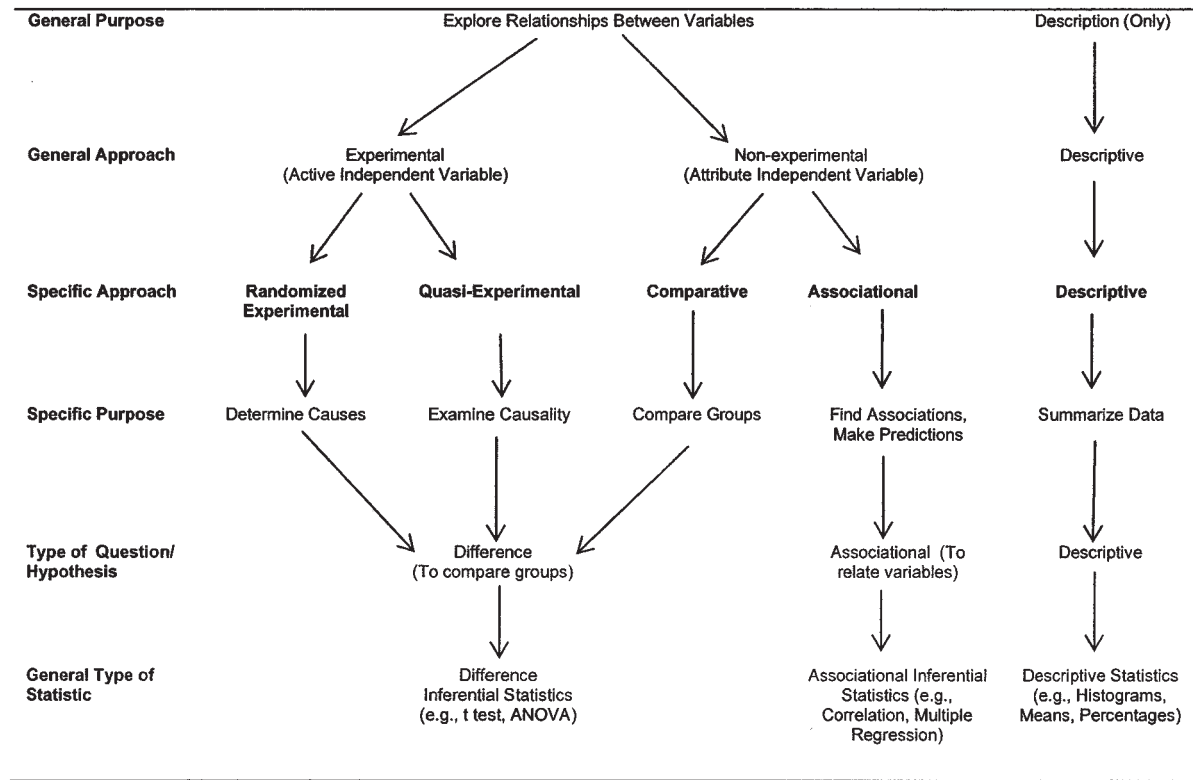 General Purpose
Explore Relationships Between Variables
Description (Only)
General Approach
Experimental
(Active Independent Variable)
Non-experimental
(Attribute Independent Variable)
Descriptive
Specific Approach
Randomized
Experimental
Quasi-Experimental
Comparative
Associational
Descriptive
Specific Purpose
Determine Causes
Examine Causality
Compare Groups
Find Associations,
Make Predictions
Summarize Data
Type of Question/
Hypothesis
Difference
(To compare groups)
Associational (To
relate variables)
Descriptive
General Type of
Statistic
Difference
Inferential Statistics
(e.g., t test, ANOVA)
Associational Inferential
Statistics (e.g.,
Correlation, Multiple
Regression)
Descriptive Statistics
(e.g., Histograms,
Means, Percentages)